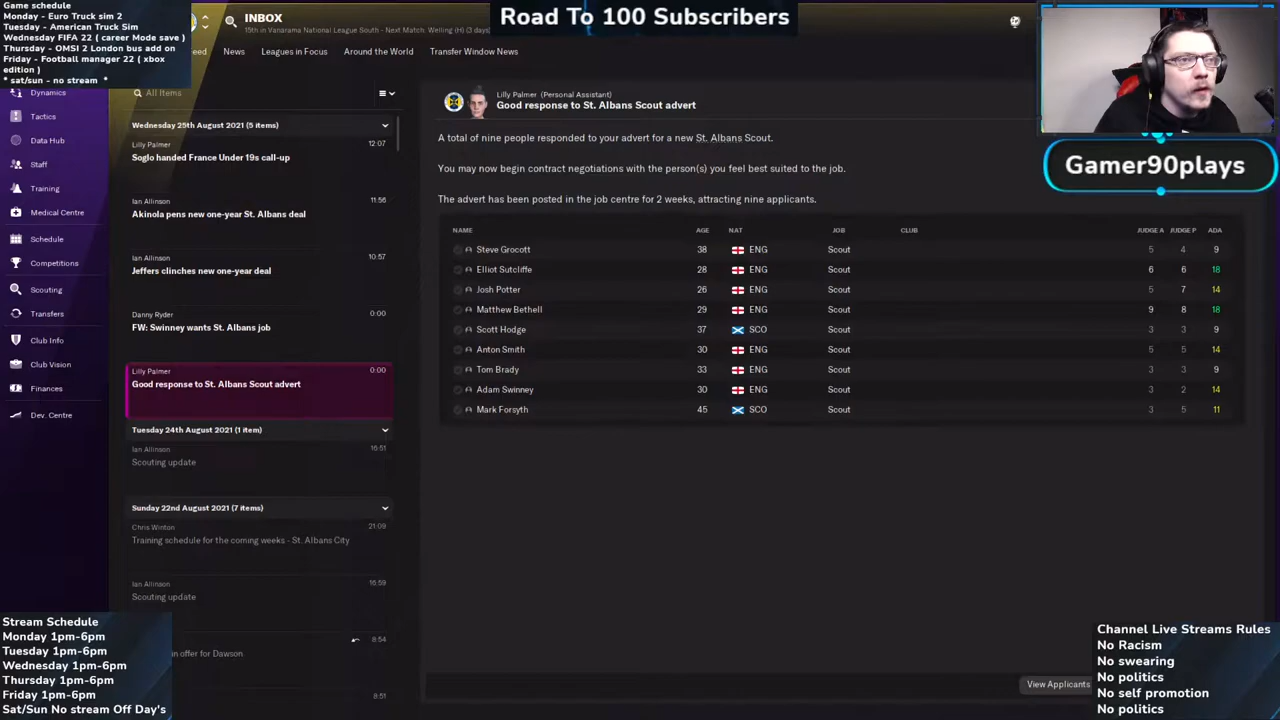 Game schedule
Monday - Euro Truck sim 2
Tuesday - American Truck Sim
Wednesday FIFA 22 ( career Mode save )
Thursday - OMSI 2 London bus add on
Friday - Football manager 22 ( xbox
edition )
* sat/sun - no stream *
INBOX
15th in Vanarama National League South - Next Match: Welling (H) (3 days)
Road To 100 Subscribers
News
Leagues in Focus
Around the World
Transfer Window News
Dynamics
Tactics
Data Hub
Staff
Training
Medical Centre
Schedule
Competitions
Scouting
Transfers
Club Info
Club Vision
Finances
Dev. Centre
All Items
Wednesday 25th August 2021 (5 items)
Lilly Palmer 12:07
Soglo handed France Under 19s call-up
Ian Allinson 11:56
Akinola pens new one-year St. Albans deal
Ian Allinson 10:57
Jeffers clinches new one-year deal
Danny Ryder 0:00
FW: Swinney wants St. Albans job
Lilly Palmer 0:00
Good response to St. Albans Scout advert
Tuesday 24th August 2021 (1 item)
Ian Allinson 16:51
Scouting update
Sunday 22nd August 2021 (7 items)
Chris Winton 21:09
Training schedule for the coming weeks - St. Albans City
Ian Allinson 16:59
Scouting update
8:54
in offer for Dawson
8:51
Lilly Palmer (Personal Assistant)
Good response to St. Albans Scout advert
A total of nine people responded to your advert for a new St. Albans Scout.
You may now begin contract negotiations with the person(s) you feel best suited to the job.
The advert has been posted in the job centre for 2 weeks, attracting nine applicants.
NAME AGE NAT JOB CLUB JUDGE A JUDGE P ADA
Steve Grocott 38 ENG Scout 5 4 9
Elliot Sutcliffe 28 ENG Scout 6 6 18
Josh Potter 26 ENG Scout 5 7 14
Matthew Bethell 29 ENG Scout 9 8 18
Scott Hodge 37 SCO Scout 3 3 9
Anton Smith 30 ENG Scout 5 5 14
Tom Brady 33 ENG Scout 3 3 9
Adam Swinney 30 ENG Scout 3 2 14
Mark Forsyth 45 SCO Scout 3 5 11
View Applicants
Gamer90plays
Stream Schedule
Monday 1pm-6pm
Tuesday 1pm-6pm
Wednesday 1pm-6pm
Thursday 1pm-6pm
Friday 1pm-6pm
Sat/Sun No stream Off Day's
Channel Live Streams Rules
No Racism
No swearing
No politics
No self promotion
No politics